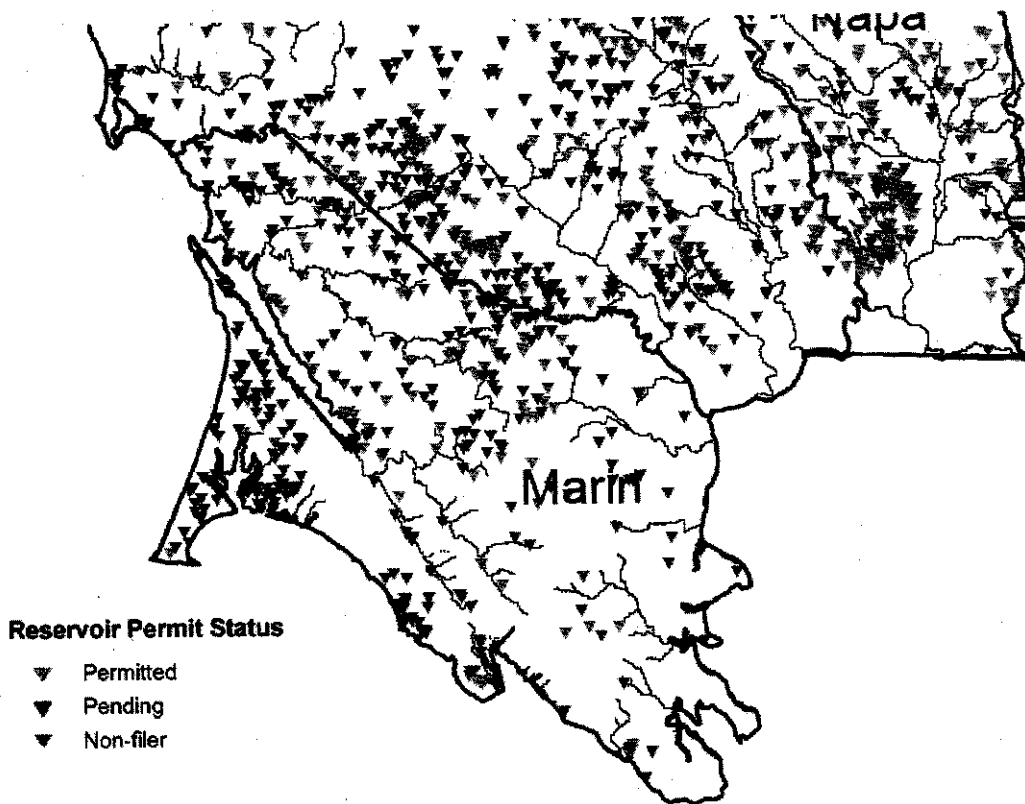 Napa
Marin
Reservoir Permit Status
Permitted
Pending
Non-filer